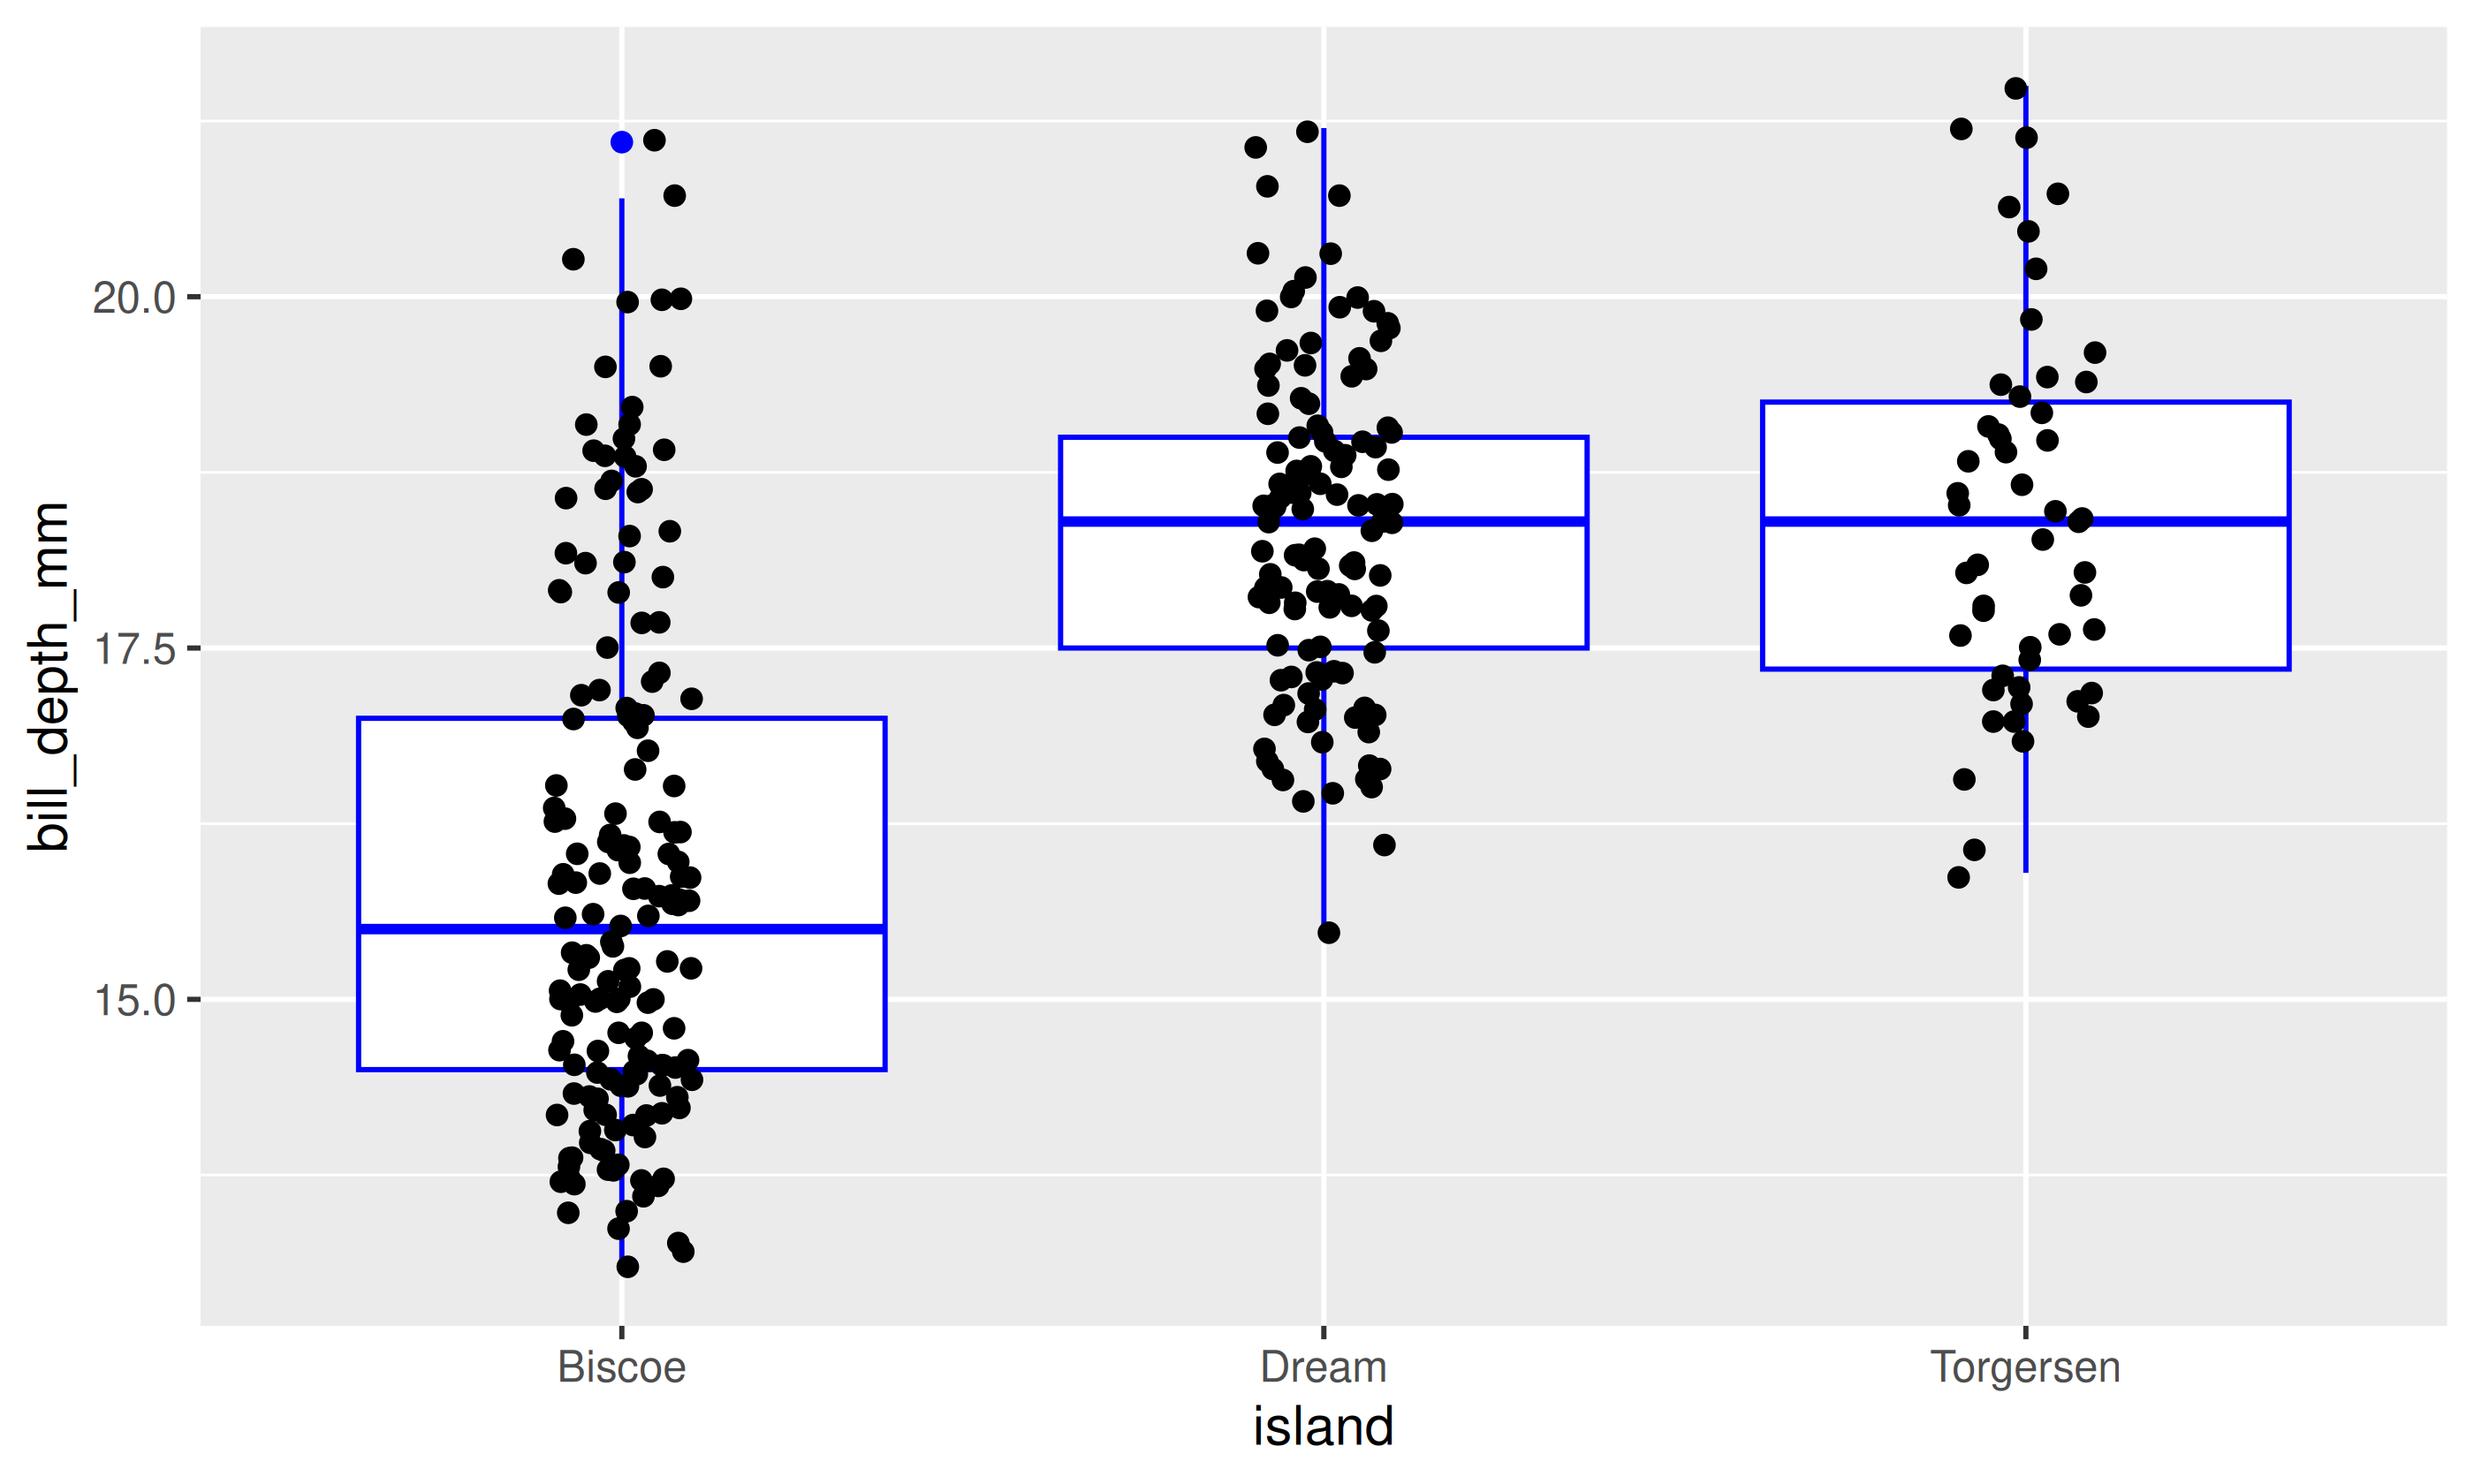 bill_depth_mm
20.0
17.5
15.0
Biscoe
Dream
Torgersen
island